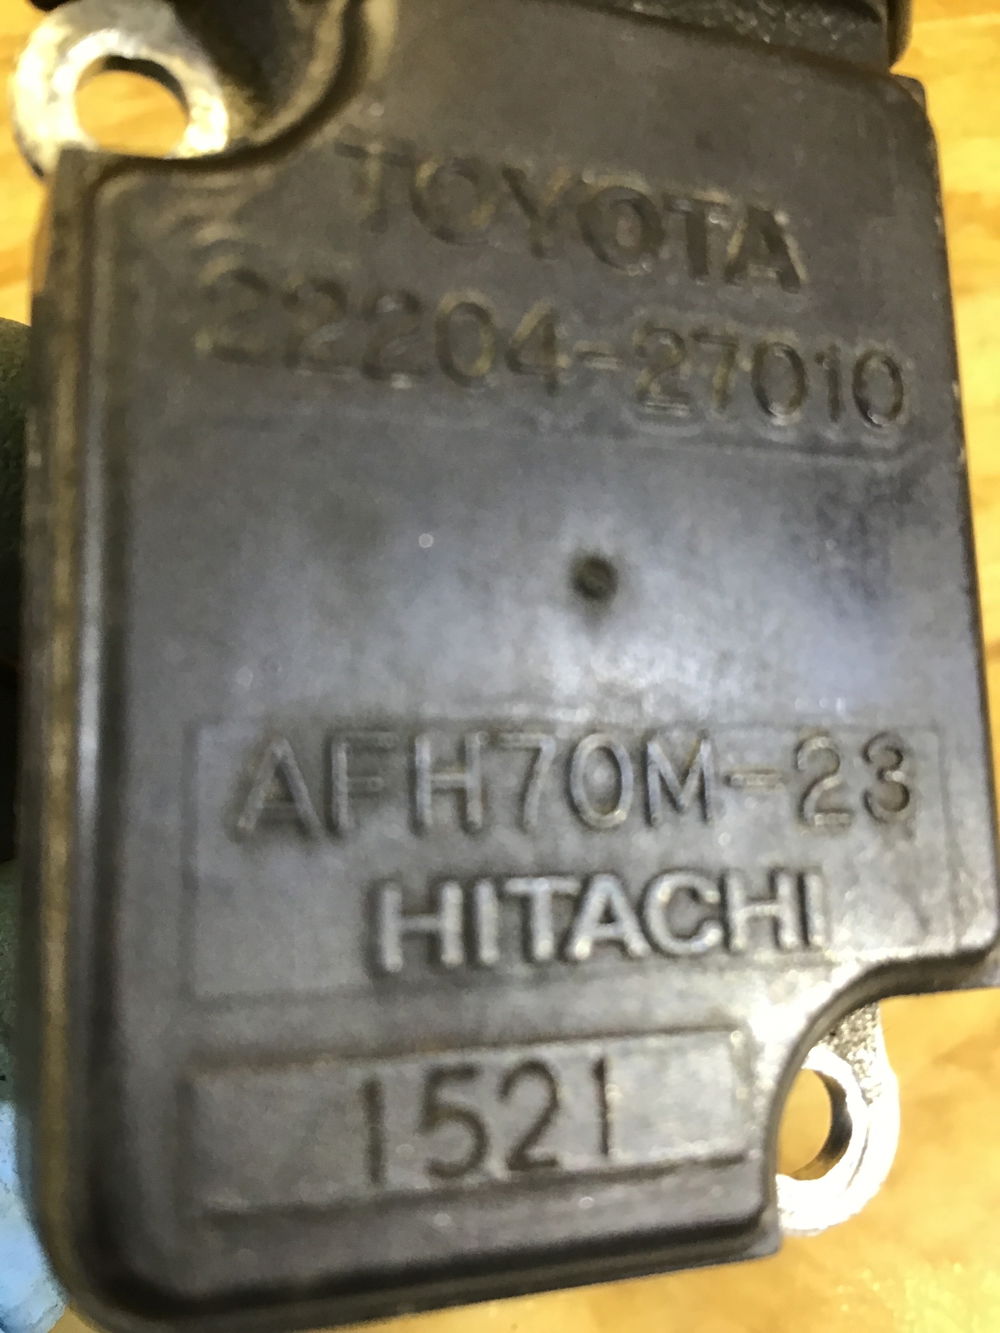 TOYOTA
22204-27010
AFH70M-23
HITACHI
1521